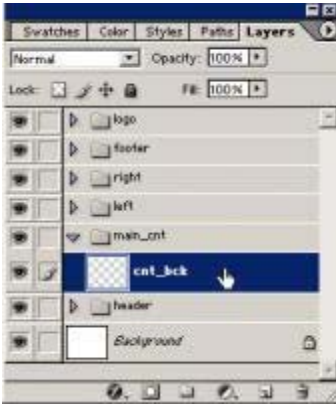 Swatches Color Styles Paths Layers
Normal Opacity: 100%
Lock: Fill: 100%
logo
footer
right
left
main_cnt
cnt_bck
header
Background